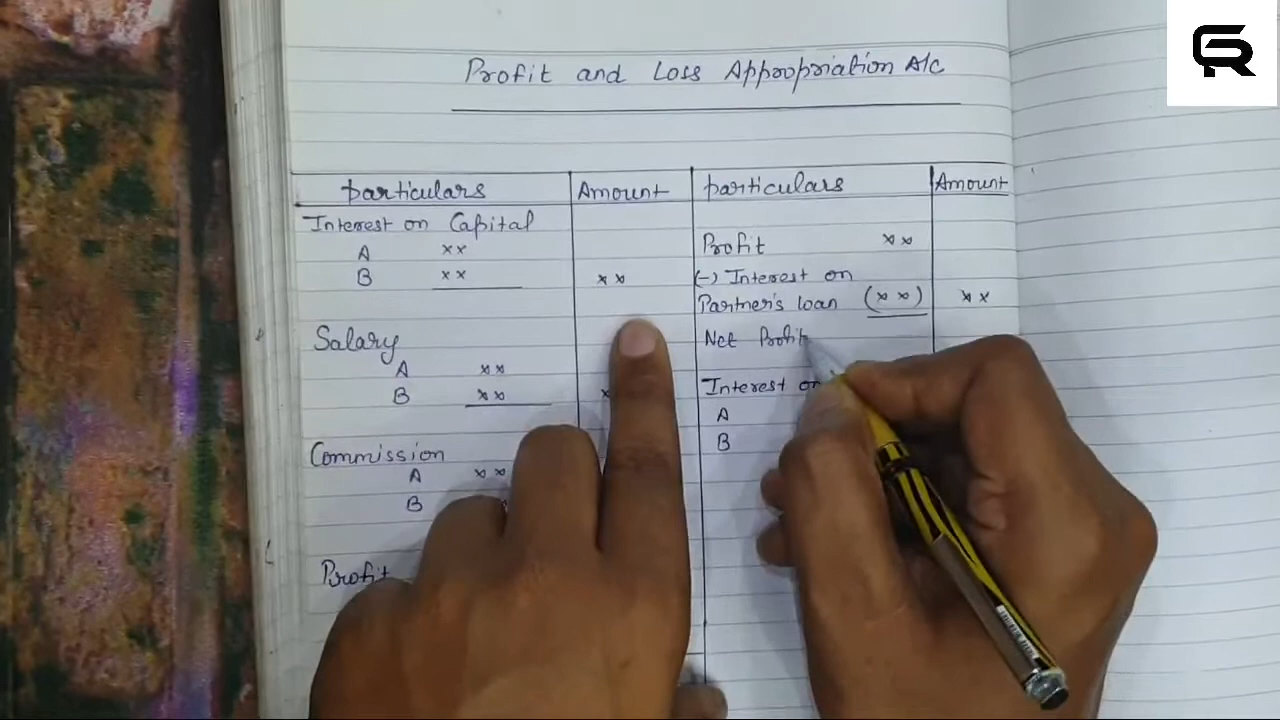 Profit and Loss Appropriation A/c
particulars Amount particulars Amount
Interest on Capital
A xx
B xx xx
Salary
A xx
B xx x
Commission
A xx
B
Profit
Profit xx
(-) Interest on
Partner's loan (xx) xx
Net Profit
Interest on
A
B
GR